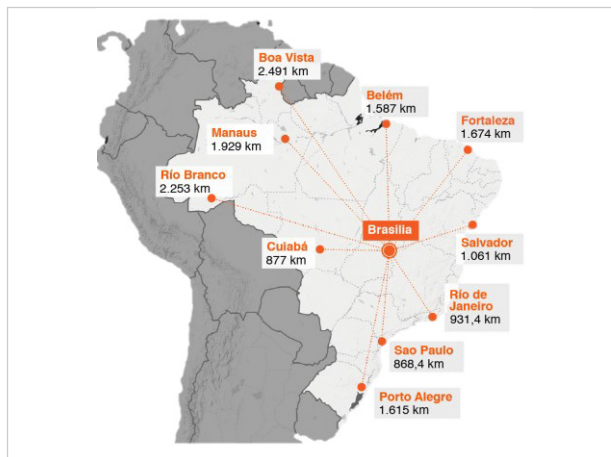 Boa Vista
2.491 km
Belém
1.587 km
Fortaleza
1.674 km
Manaus
1.929 km
Río Branco
2.253 km
Brasilia
Cuiabá
877 km
Salvador
1.061 km
Río de
Janeiro
931,4 km
Sao Paulo
868,4 km
Porto Alegre
1.615 km